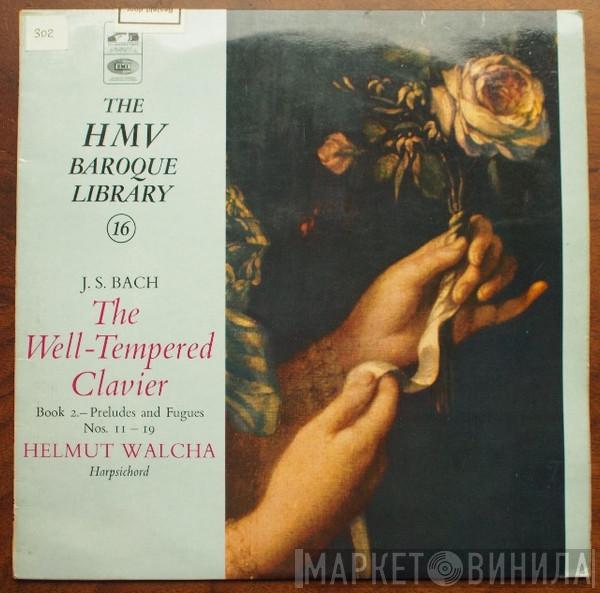 302
THE
HMV
BAROQUE
LIBRARY
16
J. S. BACH
The
Well-Tempered
Clavier
Book 2.–Preludes and Fugues
Nos. 11 – 19
HELMUT WALCHA
Harpsichord
МАРКЕТ ВИНИЛА